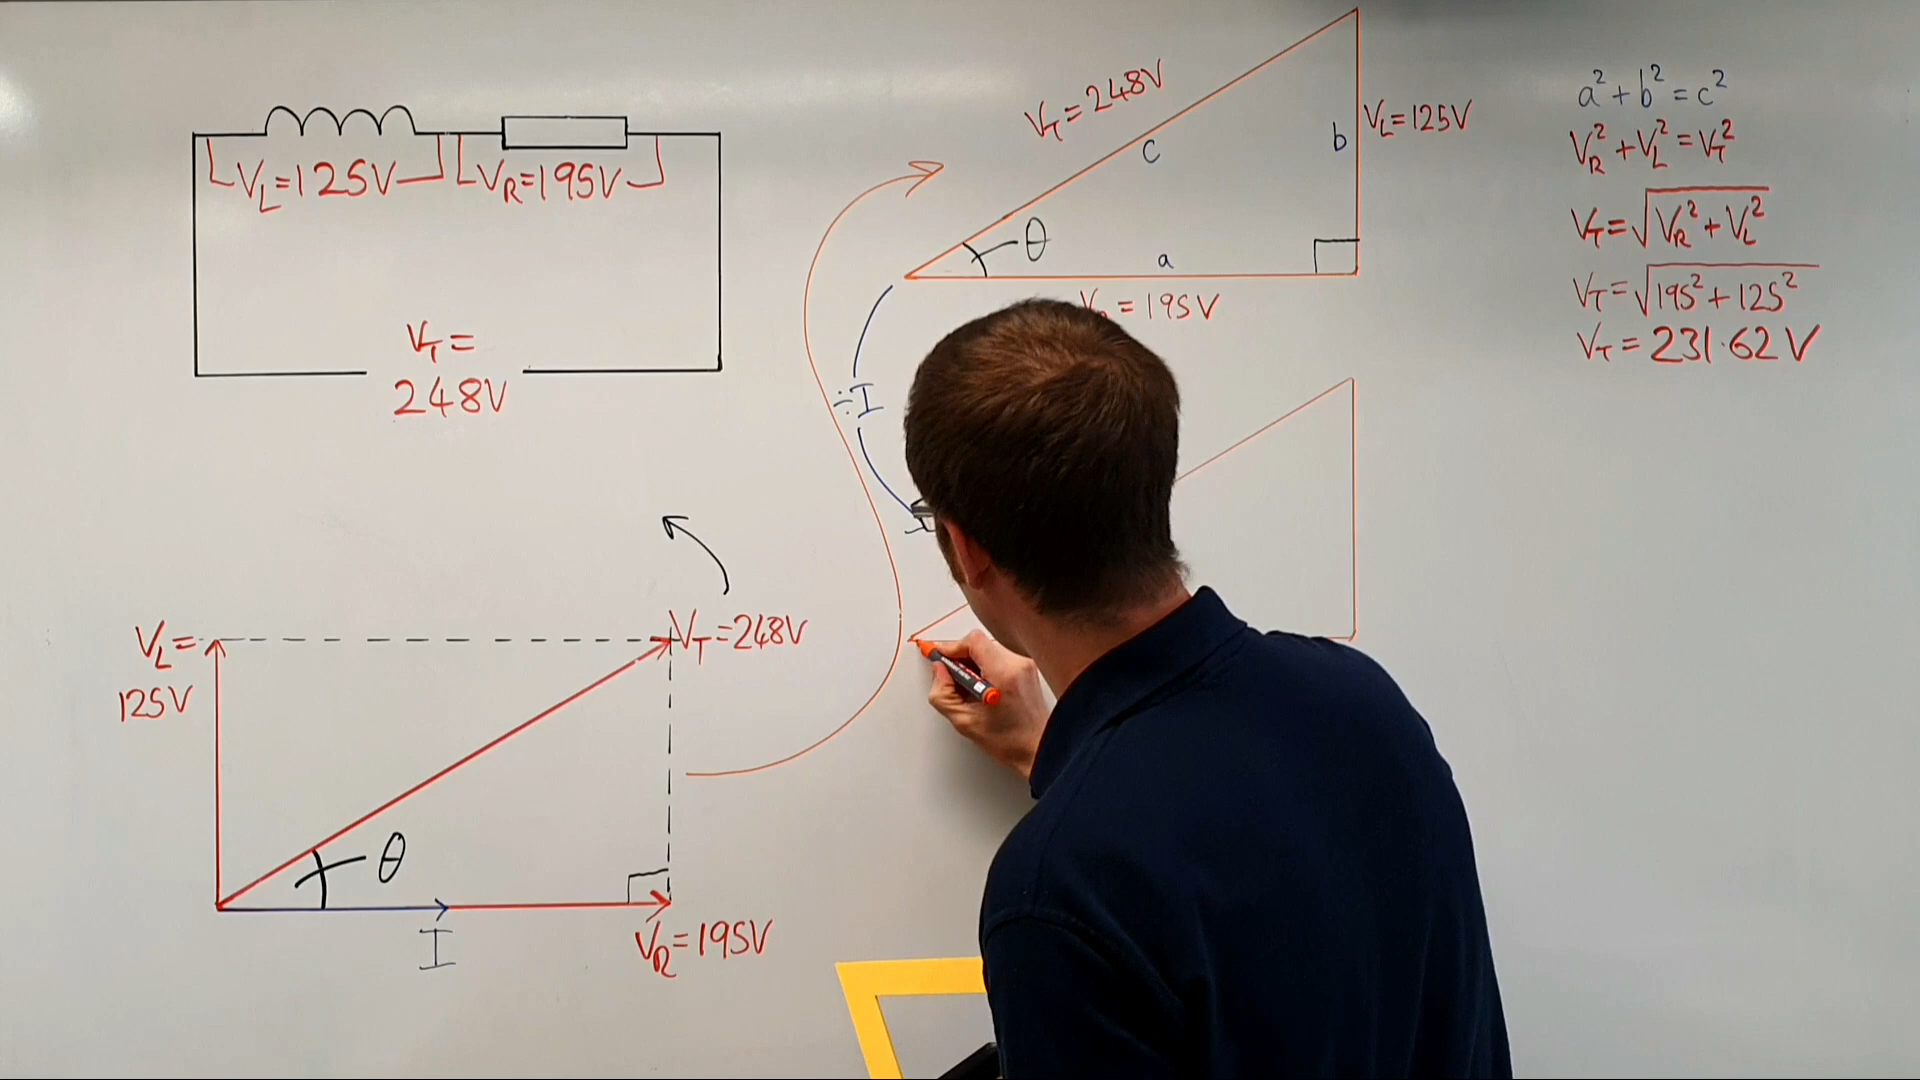 VL=125V
VR=195V
VT=
248V
VL=
125V
VT=248V
θ
I
VR=195V
VT=248V
c
b
VL=125V
θ
a
=195V
÷I
a²+b²=c²
VR²+VL²=VT²
VT=√VR²+VL²
VT=√195²+125²
VT=231.62V